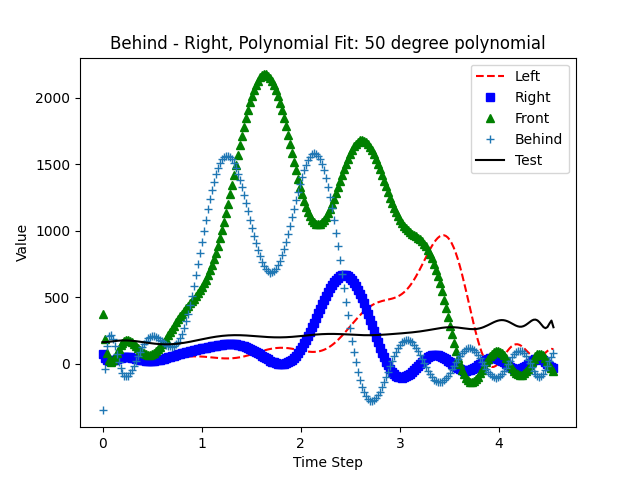 Behind - Right, Polynomial Fit: 50 degree polynomial
Left
Right
Front
Behind
Test
Value
2000
1500
1000
500
0
0 1 2 3 4
Time Step